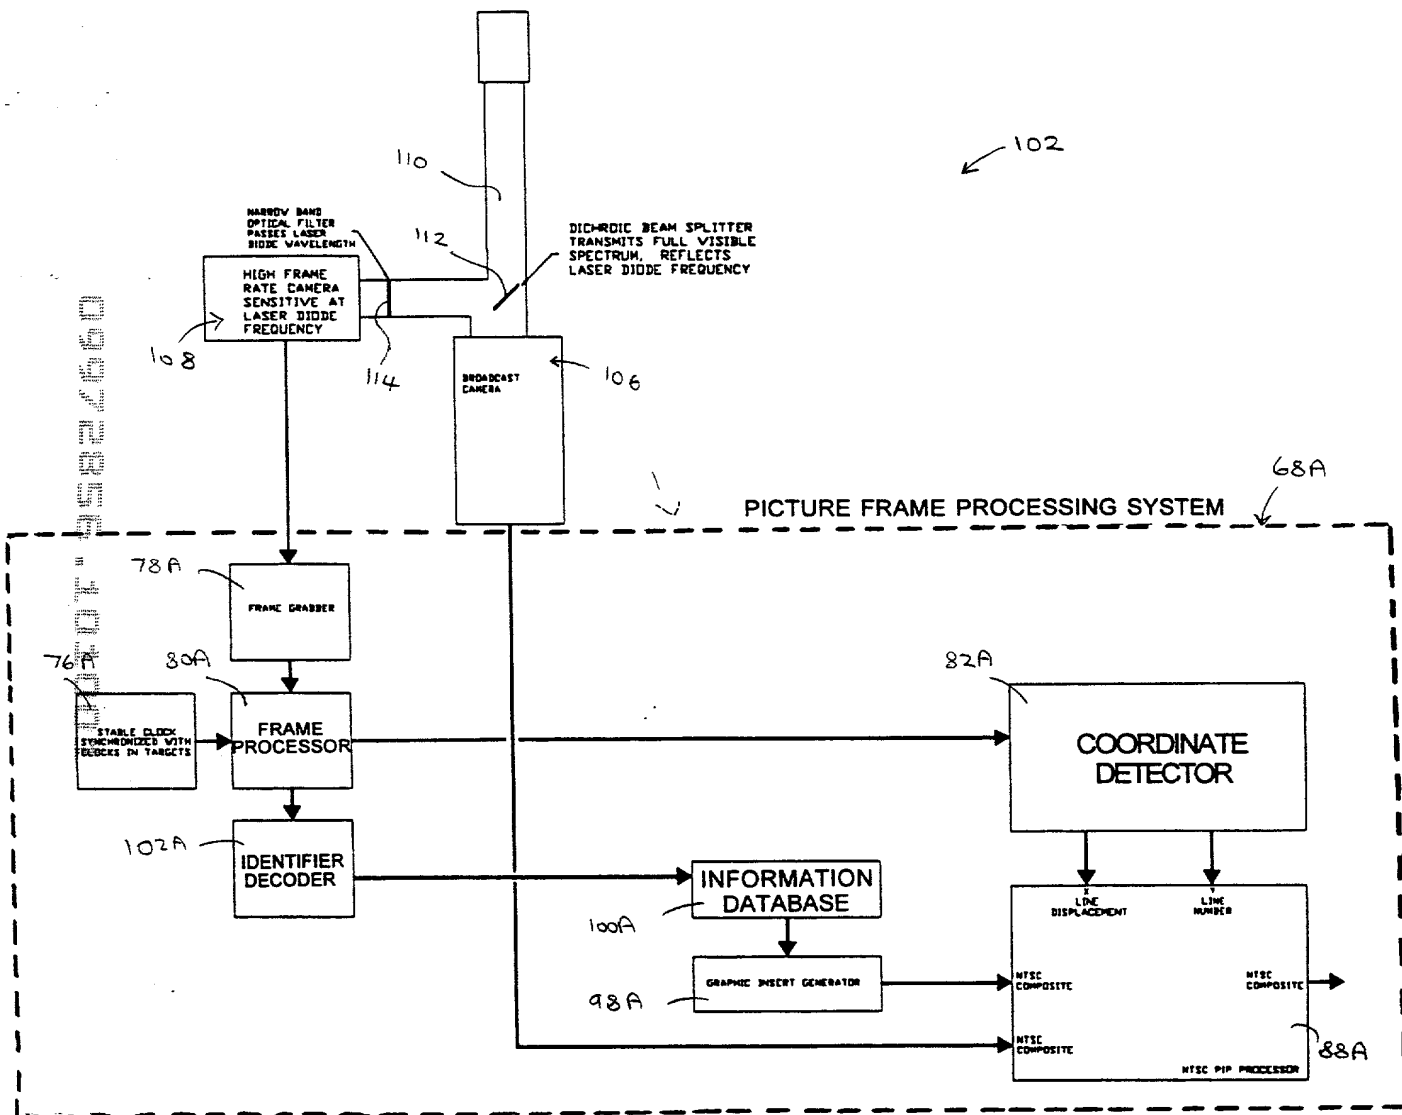 102
110
NARROW BAND
OPTICAL FILTER
PASSES LASER
DIODE WAVELENGTH
112
DICHROIC BEAM SPLITTER
TRANSMITS FULL VISIBLE
SPECTRUM, REFLECTS
LASER DIODE FREQUENCY
HIGH FRAME
RATE CAMERA
SENSITIVE AT
LASER DIODE
FREQUENCY
108
114
BROADCAST
CAMERA
106
68A
PICTURE FRAME PROCESSING SYSTEM
78A
FRAME GRABBER
76A
80A
82A
STABLE CLOCK
SYNCHRONIZED WITH
CLOCKS IN TARGETS
FRAME
PROCESSOR
COORDINATE
DETECTOR
102A
IDENTIFIER
DECODER
INFORMATION
DATABASE
100A
X
LINE
DISPLACEMENT
Y
LINE
NUMBER
GRAPHIC INSERT GENERATOR
98A
NTSC
COMPOSITE
NTSC
COMPOSITE
NTSC
COMPOSITE
88A
NTSC PIP PROCESSOR